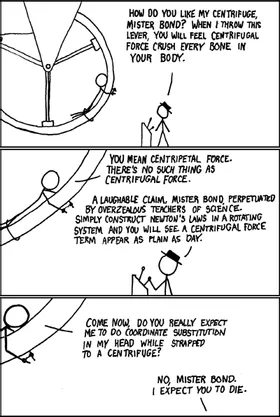 HOW DO YOU LIKE MY CENTRIFUGE,
MISTER BOND? WHEN I THROW THIS
LEVER, YOU WILL FEEL CENTRIFUGAL
FORCE CRUSH EVERY BONE IN
YOUR BODY.
YOU MEAN CENTRIPETAL FORCE.
THERE'S NO SUCH THING AS
CENTRIFUGAL FORCE.
A LAUGHABLE CLAIM, MISTER BOND, PERPETUATED
BY OVERZEALOUS TEACHERS OF SCIENCE.
SIMPLY CONSTRUCT NEWTON'S LAWS IN A ROTATING
SYSTEM AND YOU WILL SEE A CENTRIFUGAL FORCE
TERM APPEAR AS PLAIN AS DAY.
COME NOW, DO YOU REALLY EXPECT
ME TO DO COORDINATE SUBSTITUTION
IN MY HEAD WHILE STRAPPED
TO A CENTRIFUGE?
NO, MISTER BOND.
I EXPECT YOU TO DIE.